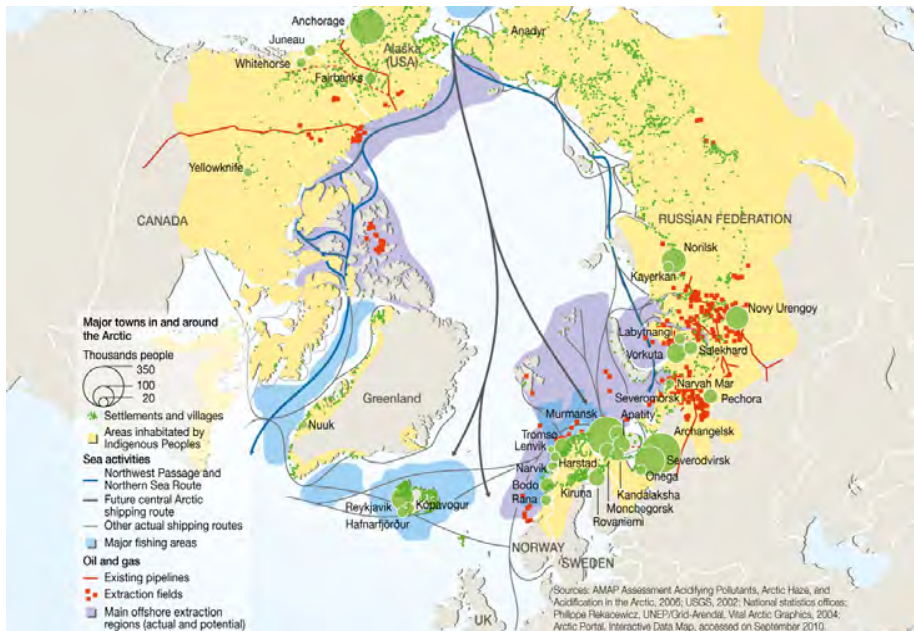 Anchorage
Juneau
Whitehorse
Alaska
(USA)
Fairbanks
Anadyr
Yellowknife
CANADA
RUSSIAN FEDERATION
Norilsk
Kayerkan
Novy Urengoy
Labytnangi
Salekhard
Vorkuta
Naryah Mar
Severomorsk
Pechora
Murmansk
Apatity
Archangelsk
Tromsø
Lenvik
Severodvirsk
Narvik
Harstad
Onega
Bodo
Kiruna
Kandalaksha
Rana
Monchegorsk
Rovaniemi
Greenland
Nuuk
Reykjavik
Kopavogur
Hafnarfjördur
NORWAY
SWEDEN
UK
Major towns in and around
the Arctic
Thousands people
350
100
20
Settlements and villages
Areas inhabitated by
Indigenous Peoples
Sea activities
Northwest Passage and
Northern Sea Route
Future central Arctic
shipping route
Other actual shipping routes
Major fishing areas
Oil and gas
Existing pipelines
Extraction fields
Main offshore extraction
regions (actual and potential)
Sources: AMAP Assessment Acidifying Pollutants, Arctic Haze, and
Acidification in the Arctic, 2006; USGS, 2002; National statistics offices;
Philippe Rekacewicz, UNEP/Grid-Arendal, Vital Arctic Graphics, 2004;
Arctic Portal, Interactive Data Map, accessed on September 2010.